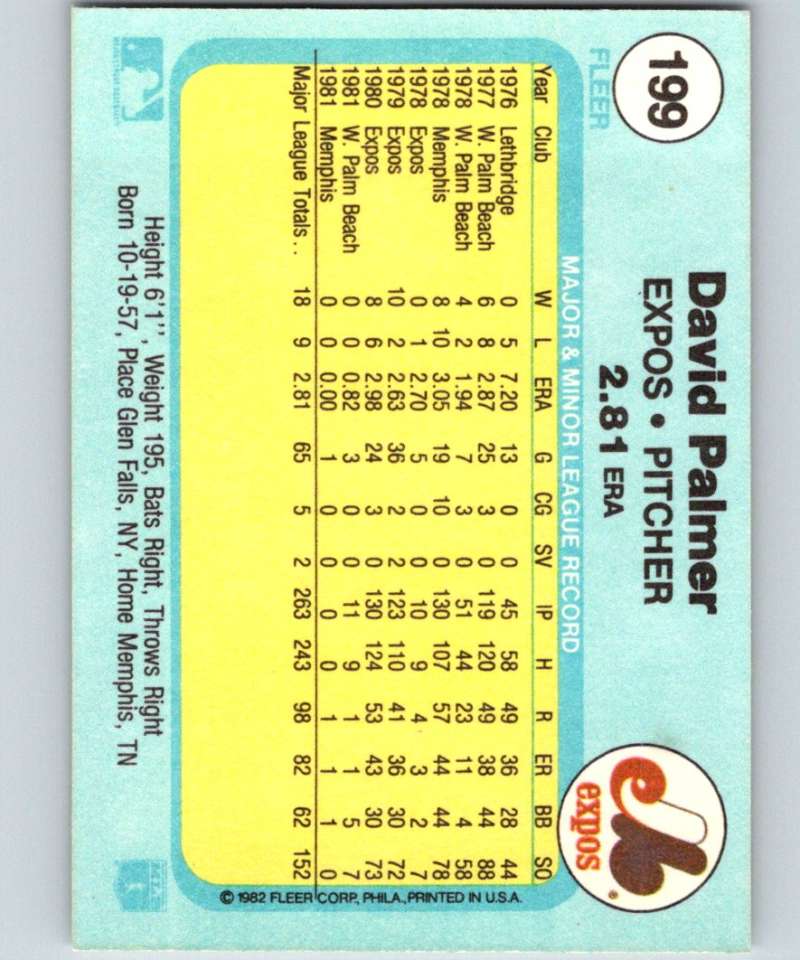 199
FLEER
David Palmer
EXPOS • PITCHER
2.81 ERA
expos
MAJOR & MINOR LEAGUE RECORD
Year Club W L ERA G CG SV IP H R ER BB SO
1976 Lethbridge 0 5 7.20 13 0 0 45 58 49 36 28 44
1977 W. Palm Beach 6 8 2.87 25 3 0 119 120 49 38 44 88
1978 W. Palm Beach 4 2 1.94 7 3 0 51 44 23 11 4 58
1978 Memphis 8 10 3.05 19 10 0 130 107 57 44 44 78
1978 Expos 0 1 2.70 5 0 0 10 9 4 3 2 7
1979 Expos 10 2 2.63 36 2 2 123 110 41 36 30 72
1980 Expos 8 6 2.98 24 3 0 130 124 53 43 30 73
1981 W. Palm Beach 0 0 0.82 3 0 0 11 9 1 1 5 7
1981 Memphis 0 0 0.00 1 0 0 0 0 1 1 1 0
Major League Totals . . 18 9 2.81 65 5 2 263 243 98 82 62 152
© 1982 FLEER CORP., PHILA., PRINTED IN U.S.A.
Height 6'1'', Weight 195, Bats Right, Throws Right
Born 10-19-57, Place Glen Falls, NY, Home Memphis, TN